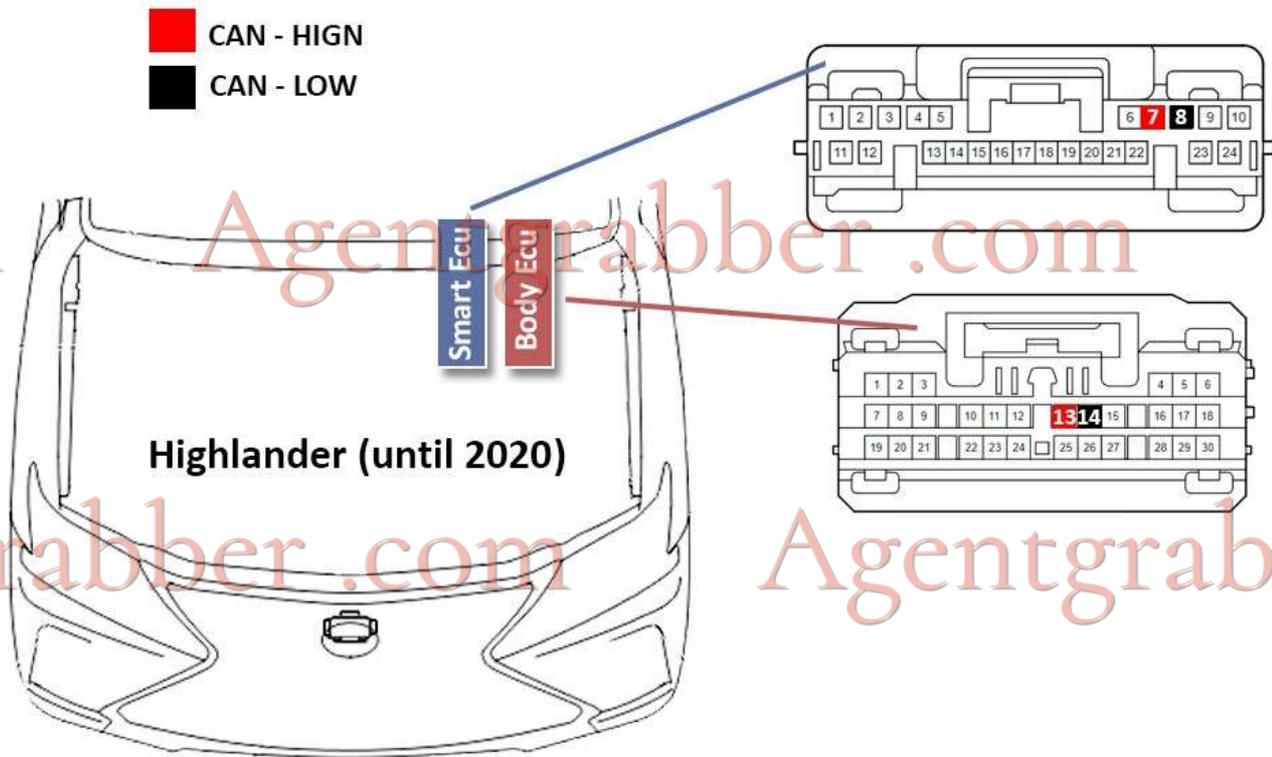 CAN - HIGN
CAN - LOW
1 2 3 4 5 6 7 8 9 10
11 12 13 14 15 16 17 18 19 20 21 22 23 24
Agentgrabber .com
Smart Ecu
Body Ecu
1 2 3 4 5 6
7 8 9 10 11 12 13 14 15 16 17 18
19 20 21 22 23 24 25 26 27 28 29 30
Highlander (until 2020)
grabber .com Agentgrab